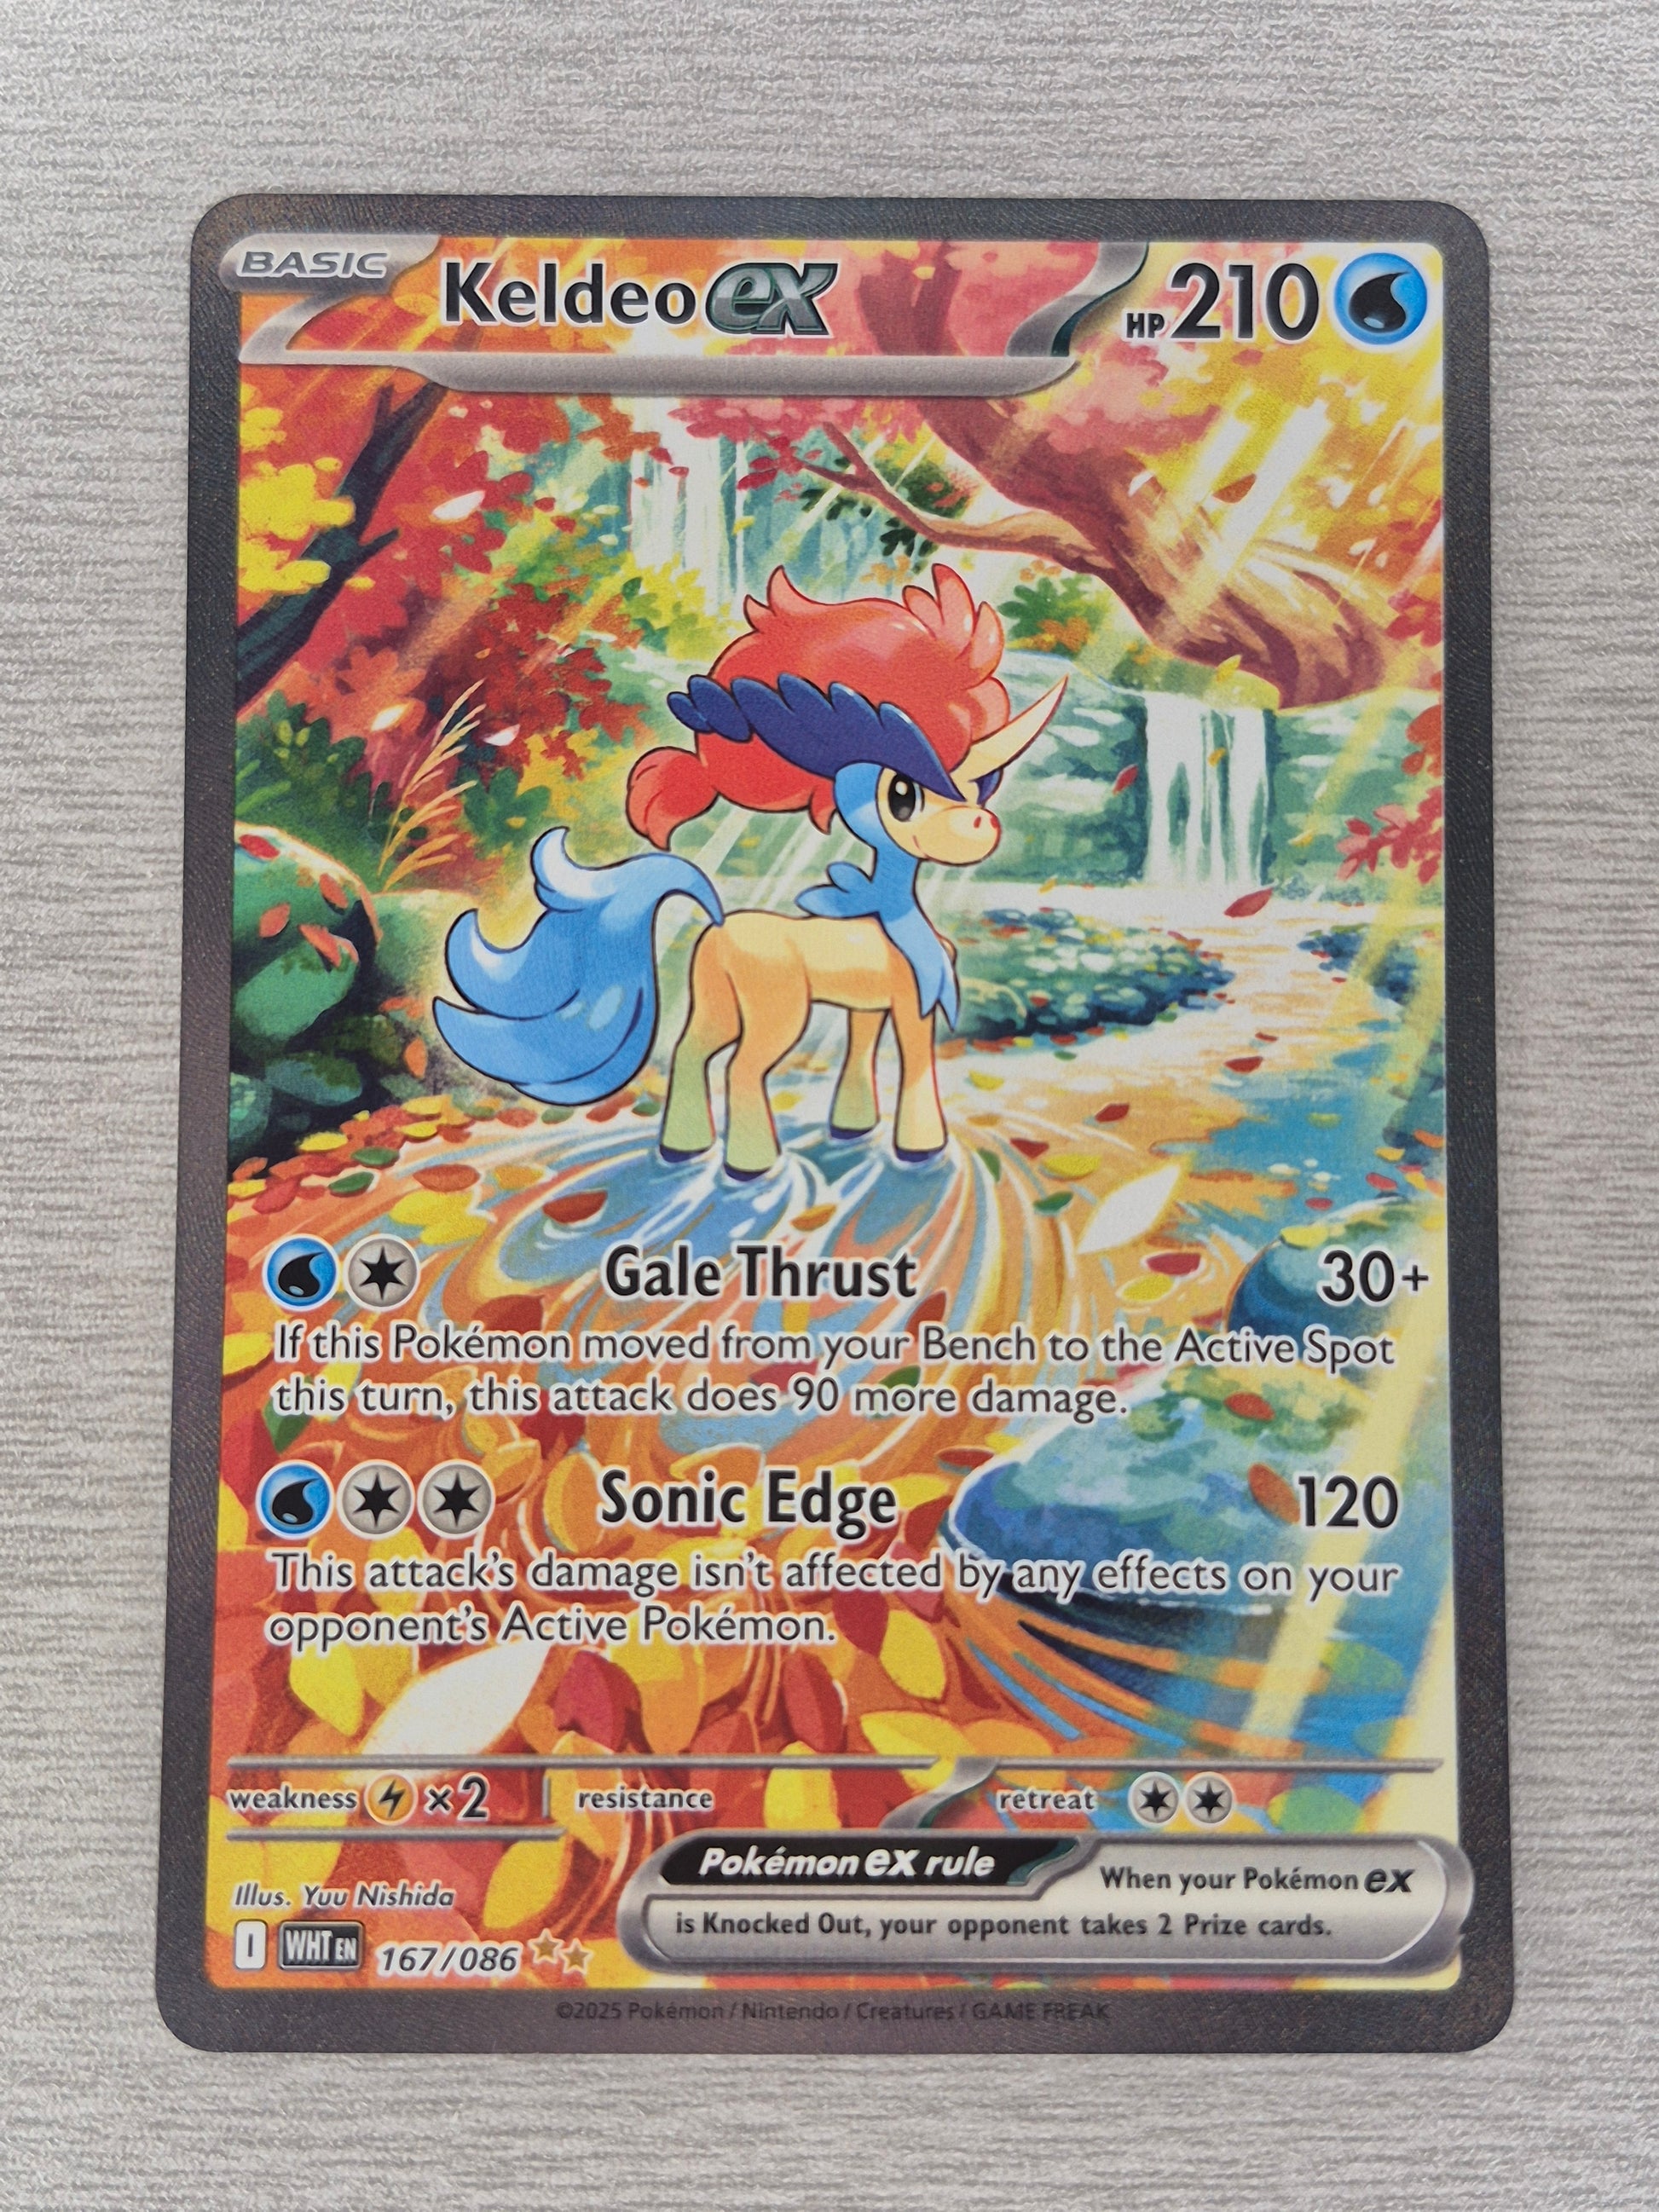 BASIC
Keldeo ex
HP 210
Gale Thrust 30+
If this Pokémon moved from your Bench to the Active Spot
this turn, this attack does 90 more damage.
Sonic Edge 120
This attack's damage isn't affected by any effects on your
opponent's Active Pokémon.
weakness ×2 resistance retreat
Pokémon ex rule
When your Pokémon ex
is Knocked Out, your opponent takes 2 Prize cards.
Illus. Yuu Nishida
I WHT EN 167/086
©2025 Pokémon / Nintendo / Creatures / GAME FREAK